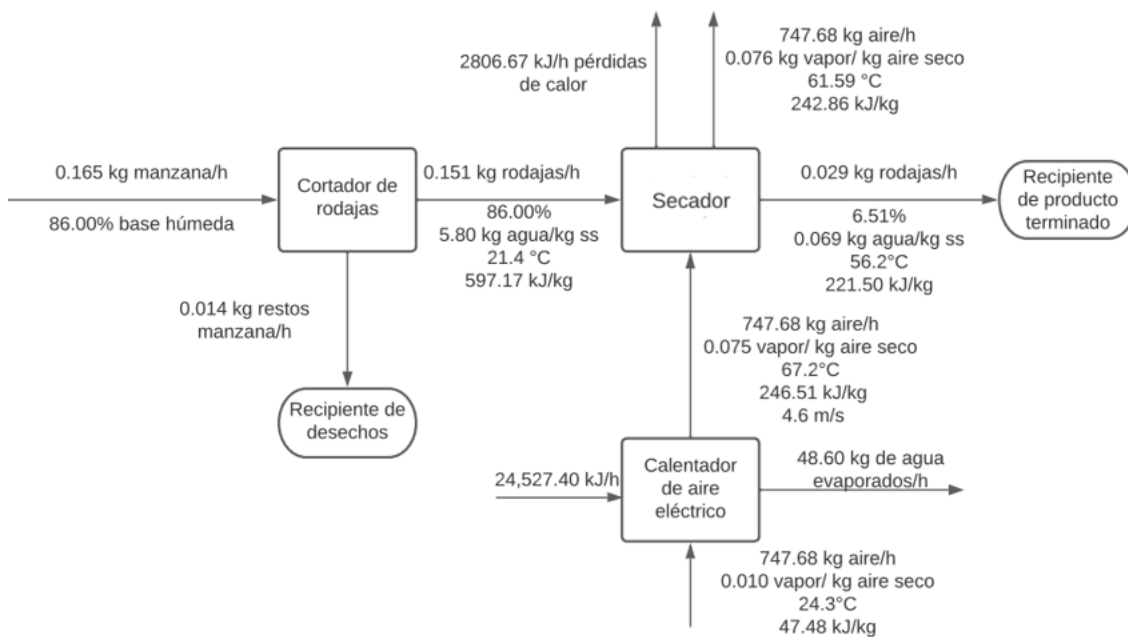 2806.67 kJ/h pérdidas
de calor
747.68 kg aire/h
0.076 kg vapor/ kg aire seco
61.59 °C
242.86 kJ/kg
0.165 kg manzana/h
86.00% base húmeda
Cortador de
rodajas
0.151 kg rodajas/h
86.00%
5.80 kg agua/kg ss
21.4 °C
597.17 kJ/kg
Secador
0.029 kg rodajas/h
6.51%
0.069 kg agua/kg ss
56.2°C
221.50 kJ/kg
Recipiente
de producto
terminado
0.014 kg restos
manzana/h
Recipiente de
desechos
747.68 kg aire/h
0.075 vapor/ kg aire seco
67.2°C
246.51 kJ/kg
4.6 m/s
24,527.40 kJ/h
Calentador
de aire
eléctrico
48.60 kg de agua
evaporados/h
747.68 kg aire/h
0.010 vapor/ kg aire seco
24.3°C
47.48 kJ/kg